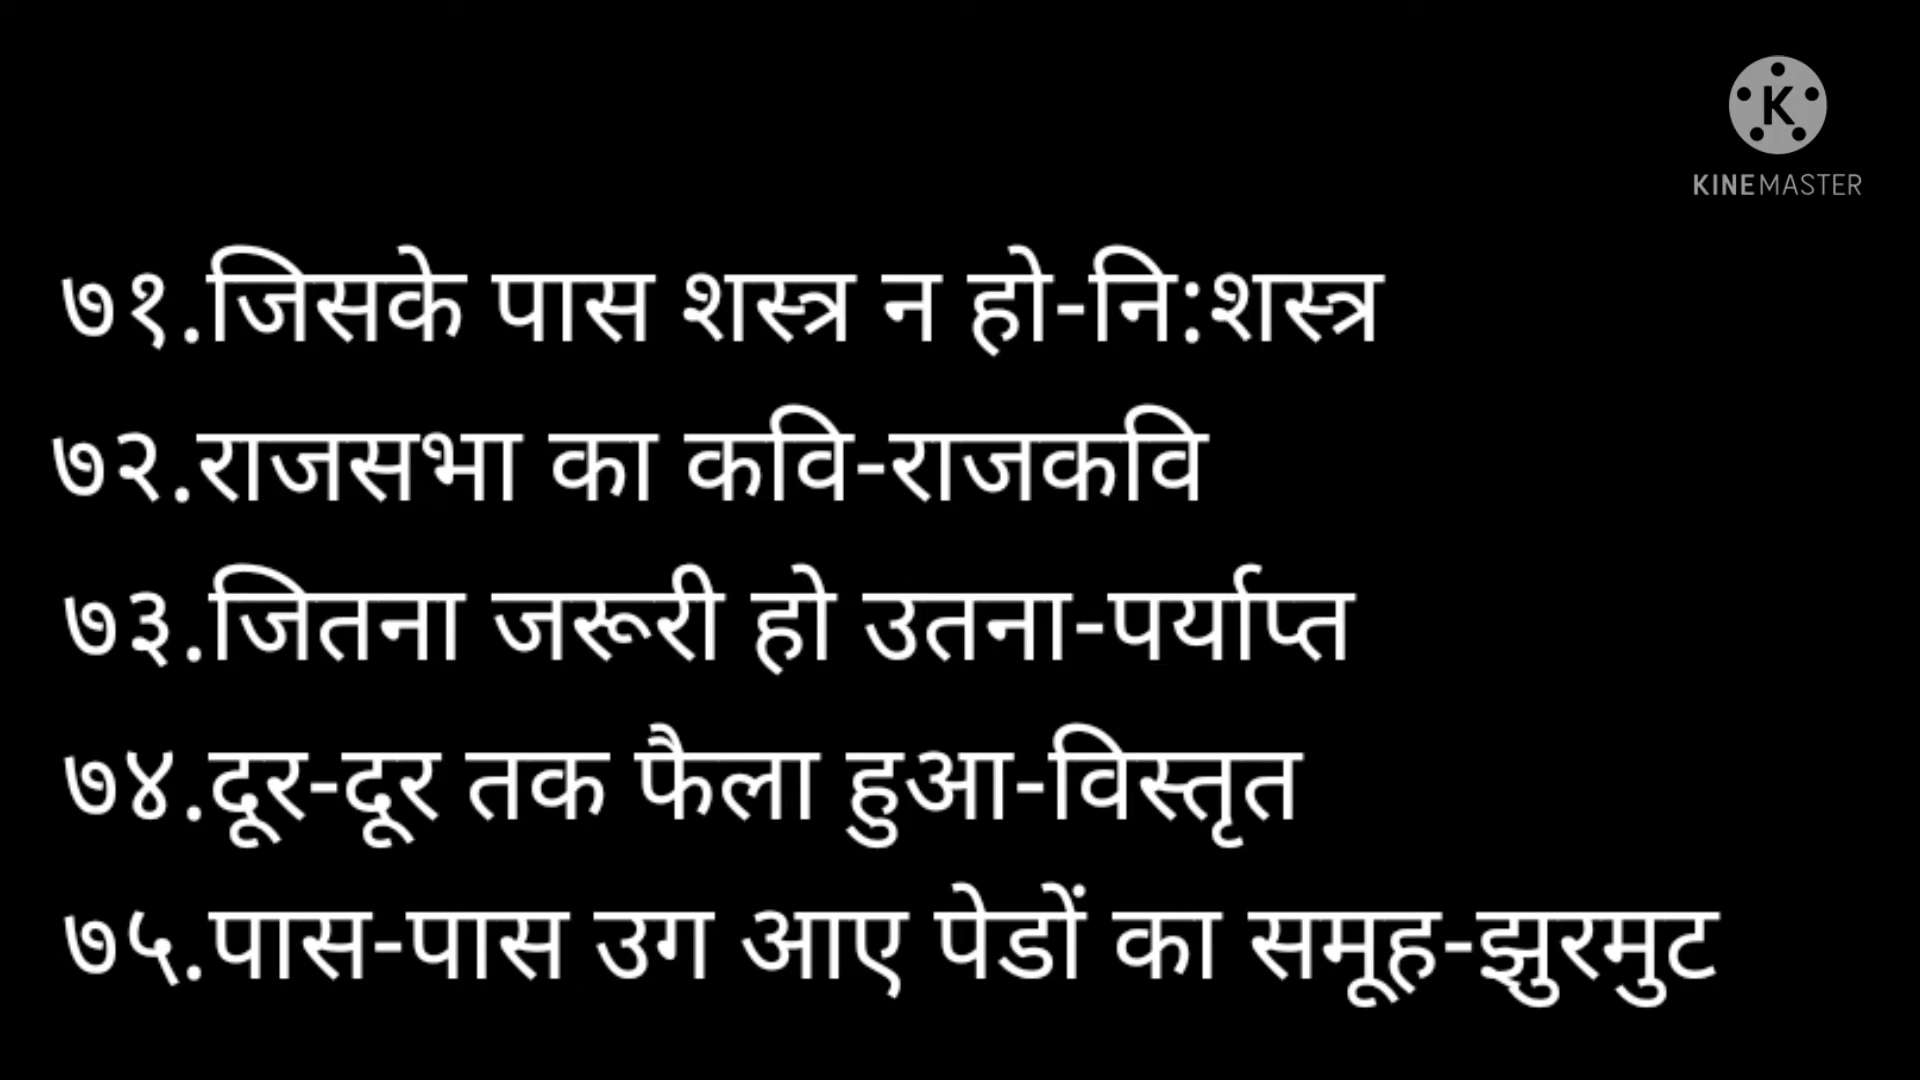 K
KINEMASTER
७१.जिसके पास शस्त्र न हो-नि:शस्त्र
७२.राजसभा का कवि-राजकवि
७३.जितना जरूरी हो उतना-पर्याप्त
७४.दूर-दूर तक फैला हुआ-विस्तृत
७५.पास-पास उग आए पेडों का समूह-झुरमुट